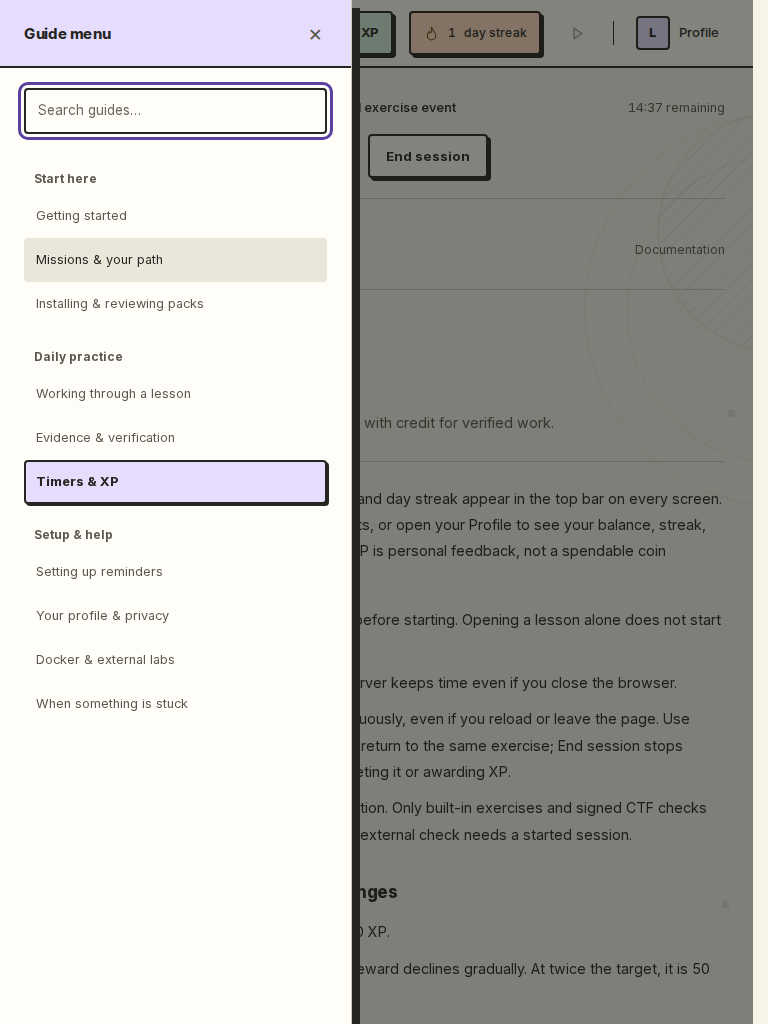 Guide menu
Search guides...
Start here
Getting started
Missions & your path
Installing & reviewing packs
Daily practice
Working through a lesson
Evidence & verification
Timers & XP
Setup & help
Setting up reminders
Your profile & privacy
Docker & external labs
When something is stuck
XP
1 day streak
L
Profile
exercise event
14:37 remaining
End session
Documentation
with credit for verified work.
and day streak appear in the top bar on every screen.
or open your Profile to see your balance, streak,
is personal feedback, not a spendable coin
before starting. Opening a lesson alone does not start
keeps time even if you close the browser.
even if you reload or leave the page. Use
return to the same exercise; End session stops
it or awarding XP.
Only built-in exercises and signed CTF checks
external check needs a started session.
XP.
declines gradually. At twice the target, it is 50